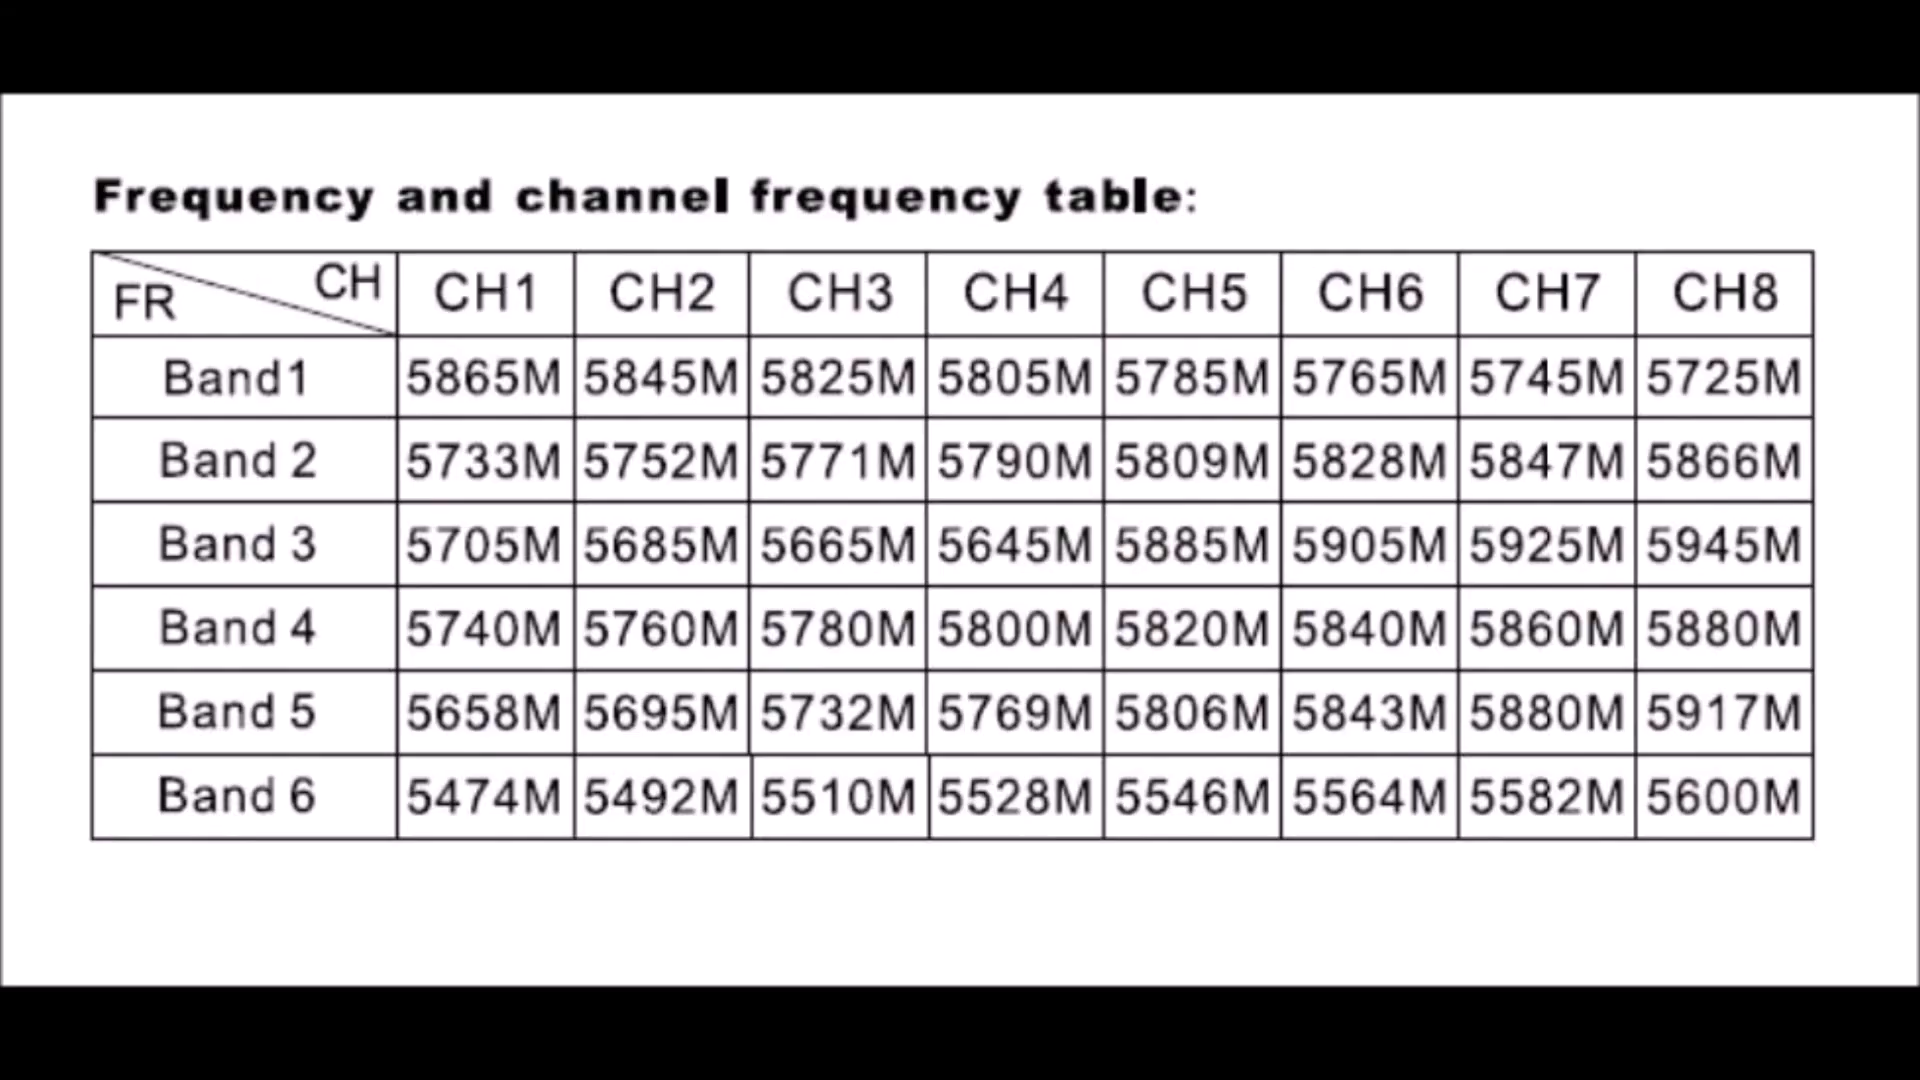 Frequency and channel frequency table:
FR CH CH1 CH2 CH3 CH4 CH5 CH6 CH7 CH8
Band1 5865M 5845M 5825M 5805M 5785M 5765M 5745M 5725M
Band 2 5733M 5752M 5771M 5790M 5809M 5828M 5847M 5866M
Band 3 5705M 5685M 5665M 5645M 5885M 5905M 5925M 5945M
Band 4 5740M 5760M 5780M 5800M 5820M 5840M 5860M 5880M
Band 5 5658M 5695M 5732M 5769M 5806M 5843M 5880M 5917M
Band 6 5474M 5492M 5510M 5528M 5546M 5564M 5582M 5600M